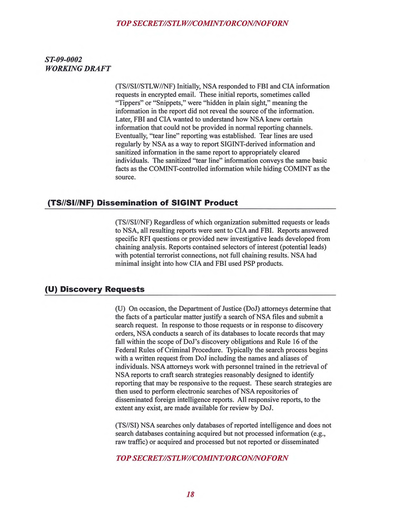 TOP SECRET//STLW//COMINT/ORCON/NOFORN
ST-09-0002
WORKING DRAFT
(TS//SI//STLW//NF) Initially, NSA responded to FBI and CIA information
requests in encrypted email. These initial reports, sometimes called
"Tippers" or "Snippets," were "hidden in plain sight," meaning the
information in the report did not reveal the source of the information.
Later, FBI and CIA wanted to understand how NSA knew certain
information that could not be provided in normal reporting channels.
Eventually, "tear line" reporting was established. Tear lines are used
regularly by NSA as a way to report SIGINT-derived information and
sanitized information in the same report to appropriately cleared
individuals. The sanitized "tear line" information conveys the same basic
facts as the COMINT-controlled information while hiding COMINT as the
source.
(TS//SI//NF) Dissemination of SIGINT Product
(TS//SI//NF) Regardless of which organization submitted requests or leads
to NSA, all resulting reports were sent to CIA and FBI. Reports answered
specific RFI questions or provided new investigative leads developed from
chaining analysis. Reports contained selectors of interest (potential leads)
with potential terrorist connections, not full chaining results. NSA had
minimal insight into how CIA and FBI used PSP products.
(U) Discovery Requests
(U) On occasion, the Department of Justice (DoJ) attorneys determine that
the facts of a particular matter justify a search of NSA files and submit a
search request. In response to those requests or in response to discovery
orders, NSA conducts a search of its databases to locate records that may
fall within the scope of DoJ's discovery obligations and Rule 16 of the
Federal Rules of Criminal Procedure. Typically the search process begins
with a written request from DoJ including the names and aliases of
individuals. NSA attorneys work with personnel trained in the retrieval of
NSA reports to craft search strategies reasonably designed to identify
reporting that may be responsive to the request. These search strategies are
then used to perform electronic searches of NSA repositories of
disseminated foreign intelligence reports. All responsive reports, to the
extent any exist, are made available for review by DoJ.
(TS//SI) NSA searches only databases of reported intelligence and does not
search databases containing acquired but not processed information (e.g.,
raw traffic) or acquired and processed but not reported or disseminated
TOP SECRET//STLW//COMINT/ORCON/NOFORN
18